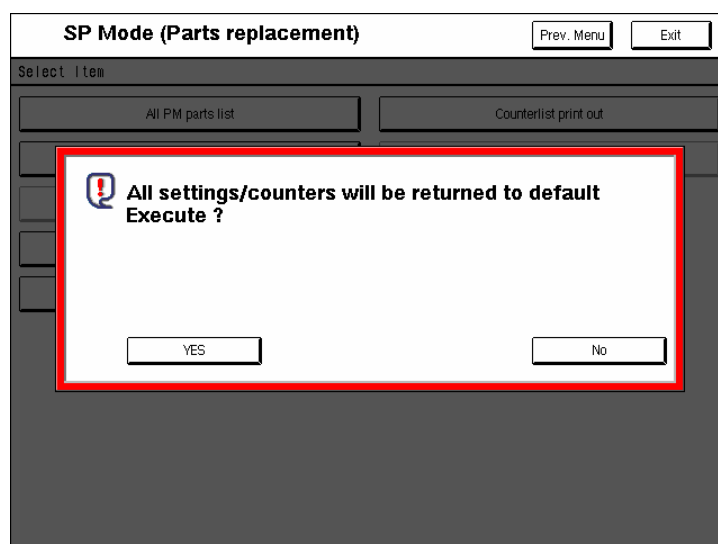 SP Mode (Parts replacement)
Prev. Menu
Exit
Select Item
All PM parts list
Counterlist print out
All settings/counters will be returned to default
Execute ?
YES
No